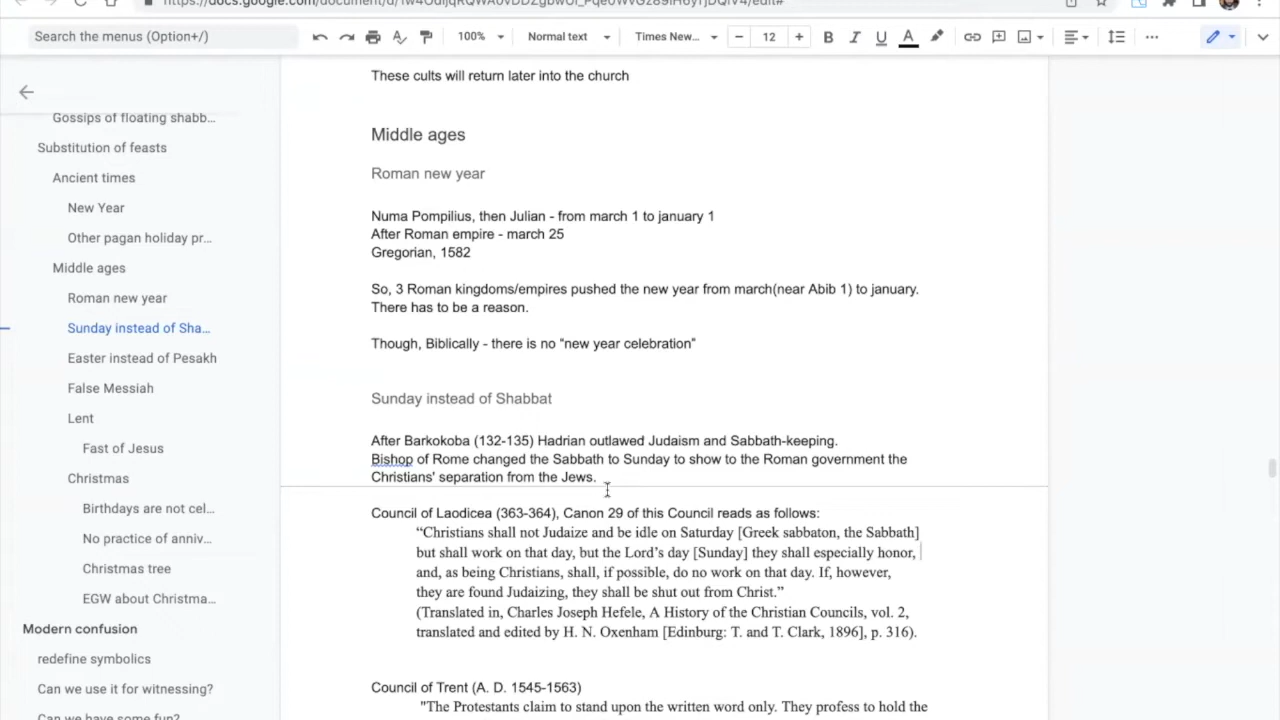 Search the menus (Option+/)
100%
Normal text
Times New...
12
These cults will return later into the church
Gossips of floating shabb...
Substitution of feasts
Ancient times
New Year
Other pagan holiday pr...
Middle ages
Roman new year
Sunday instead of Sha...
Easter instead of Pesakh
False Messiah
Lent
Fast of Jesus
Christmas
Birthdays are not cel...
No practice of anniv...
Christmas tree
EGW about Christma...
Modern confusion
redefine symbolics
Can we use it for witnessing?
Can we have some fun?
Middle ages
Roman new year
Numa Pompilius, then Julian - from march 1 to january 1
After Roman empire - march 25
Gregorian, 1582
So, 3 Roman kingdoms/empires pushed the new year from march(near Abib 1) to january.
There has to be a reason.
Though, Biblically - there is no "new year celebration"
Sunday instead of Shabbat
After Barkokoba (132-135) Hadrian outlawed Judaism and Sabbath-keeping.
Bishop of Rome changed the Sabbath to Sunday to show to the Roman government the
Christians' separation from the Jews.
Council of Laodicea (363-364), Canon 29 of this Council reads as follows:
“Christians shall not Judaize and be idle on Saturday [Greek sabbaton, the Sabbath]
but shall work on that day, but the Lord’s day [Sunday] they shall especially honor,
and, as being Christians, shall, if possible, do no work on that day. If, however,
they are found Judaizing, they shall be shut out from Christ.”
(Translated in, Charles Joseph Hefele, A History of the Christian Councils, vol. 2,
translated and edited by H. N. Oxenham [Edinburg: T. and T. Clark, 1896], p. 316).
Council of Trent (A. D. 1545-1563)
"The Protestants claim to stand upon the written word only. They profess to hold the